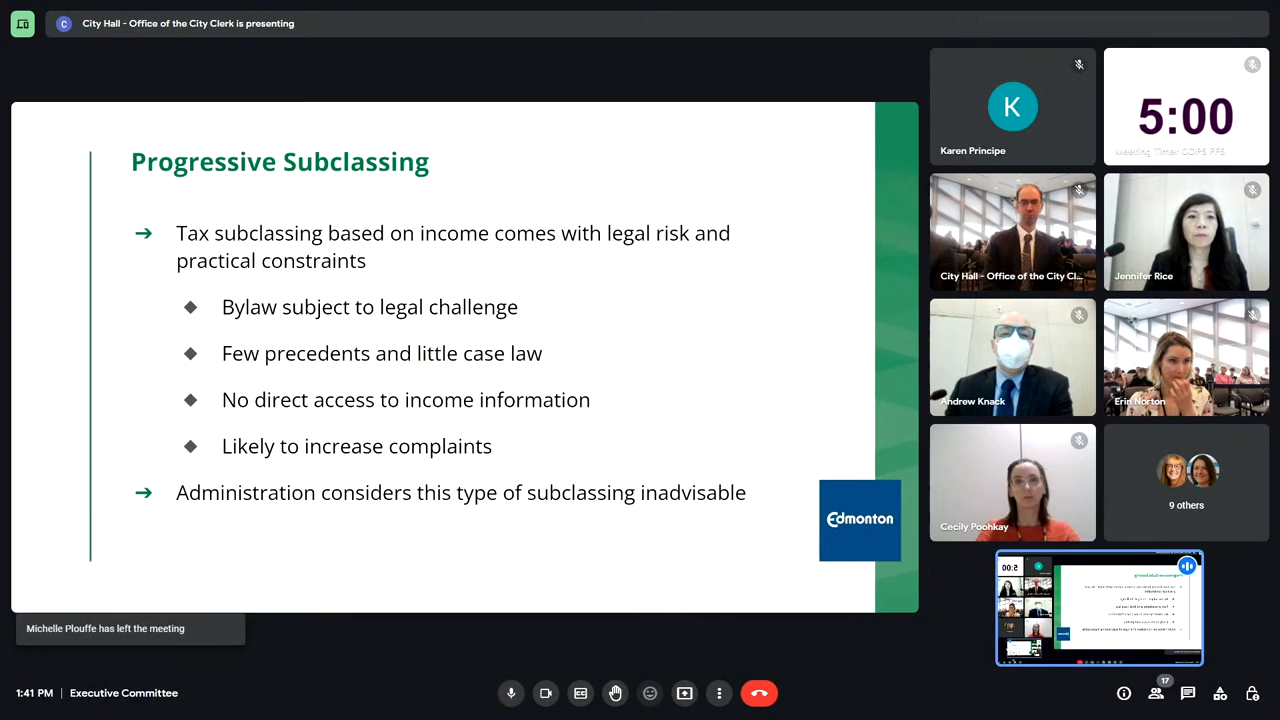 C
City Hall - Office of the City Clerk is presenting
Progressive Subclassing
Tax subclassing based on income comes with legal risk and
practical constraints
Bylaw subject to legal challenge
Few precedents and little case law
No direct access to income information
Likely to increase complaints
Administration considers this type of subclassing inadvisable
Edmonton
K
Karen Principe
5:00
Meeting Timer COPS FPS
City Hall - Office of the City Cl...
Jennifer Rice
Andrew Knack
Erin Norton
Cecily Poohkay
9 others
Michelle Plouffe has left the meeting
1:41 PM | Executive Committee
17